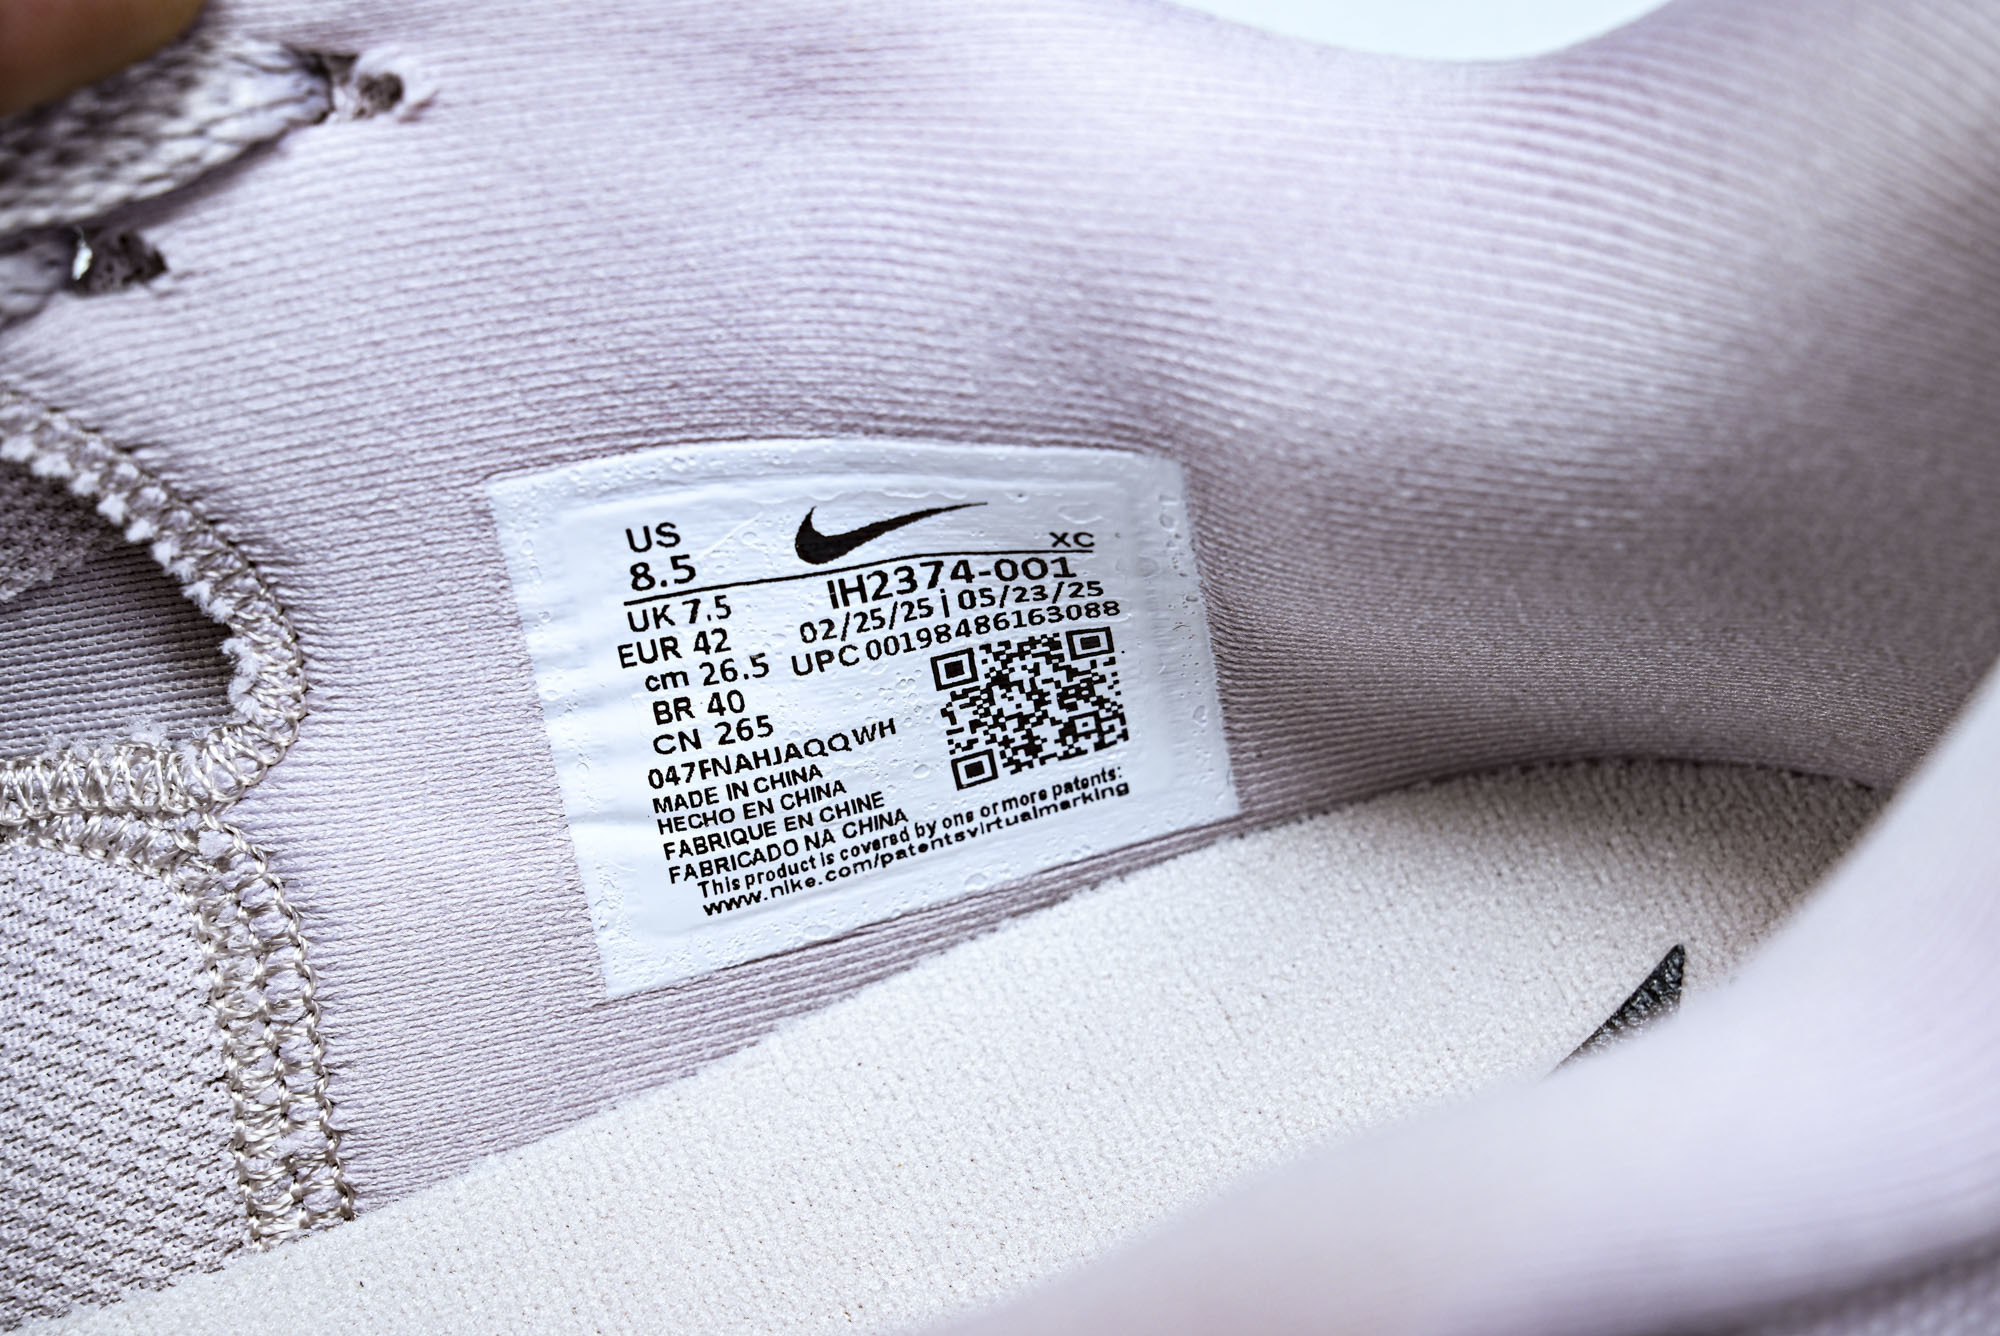 US
8.5
XC
UK 7.5
IH2374-001
EUR 42
02/25/25 | 05/23/25
cm 26.5
UPC 00198486163088
BR 40
CN 265
047FNAHJAQQWH
MADE IN CHINA
HECHO EN CHINA
FABRIQUE EN CHINE
FABRICADO NA CHINA
This product is covered by one or more patents:
www.nike.com/patentsvirtualmarking